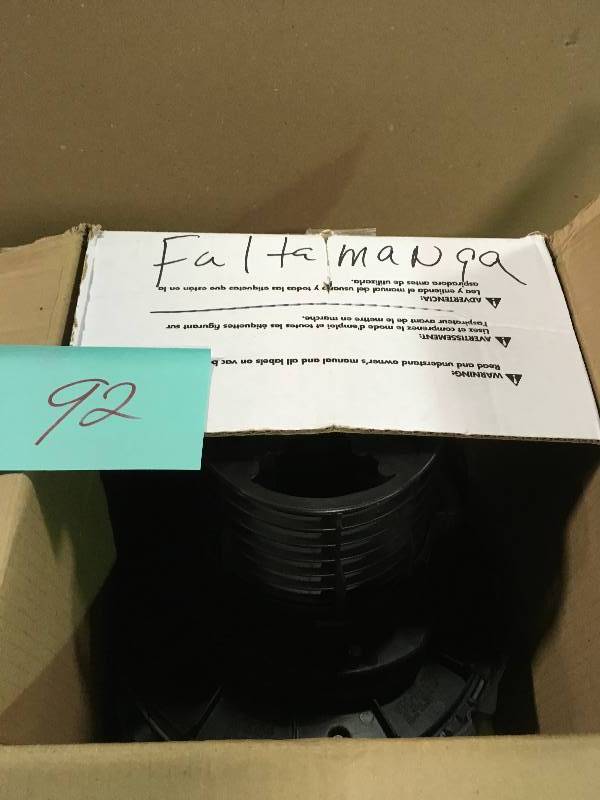 Falta manga
Lea y entienda el manual del usuario y todas las etiquetas que están en la
aspiradora antes de utilizarla.
ADVERTENCIA:
Lisez et comprenez le mode d'emploi et toutes les étiquettes figurant sur
l'aspirateur avant de le mettre en marche.
AVERTISSEMENT:
Read and understand owner's manual and all labels on vac b
WARNING:
92